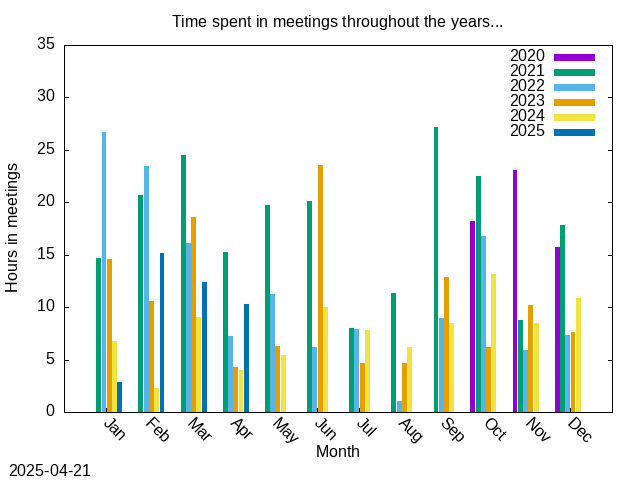 Time spent in meetings throughout the years...
35
30
25
20
15
10
5
0
Hours in meetings
2020
2021
2022
2023
2024
2025
Jan
Feb
Mar
Apr
May
Jun
Jul
Aug
Sep
Oct
Nov
Dec
Month
2025-04-21